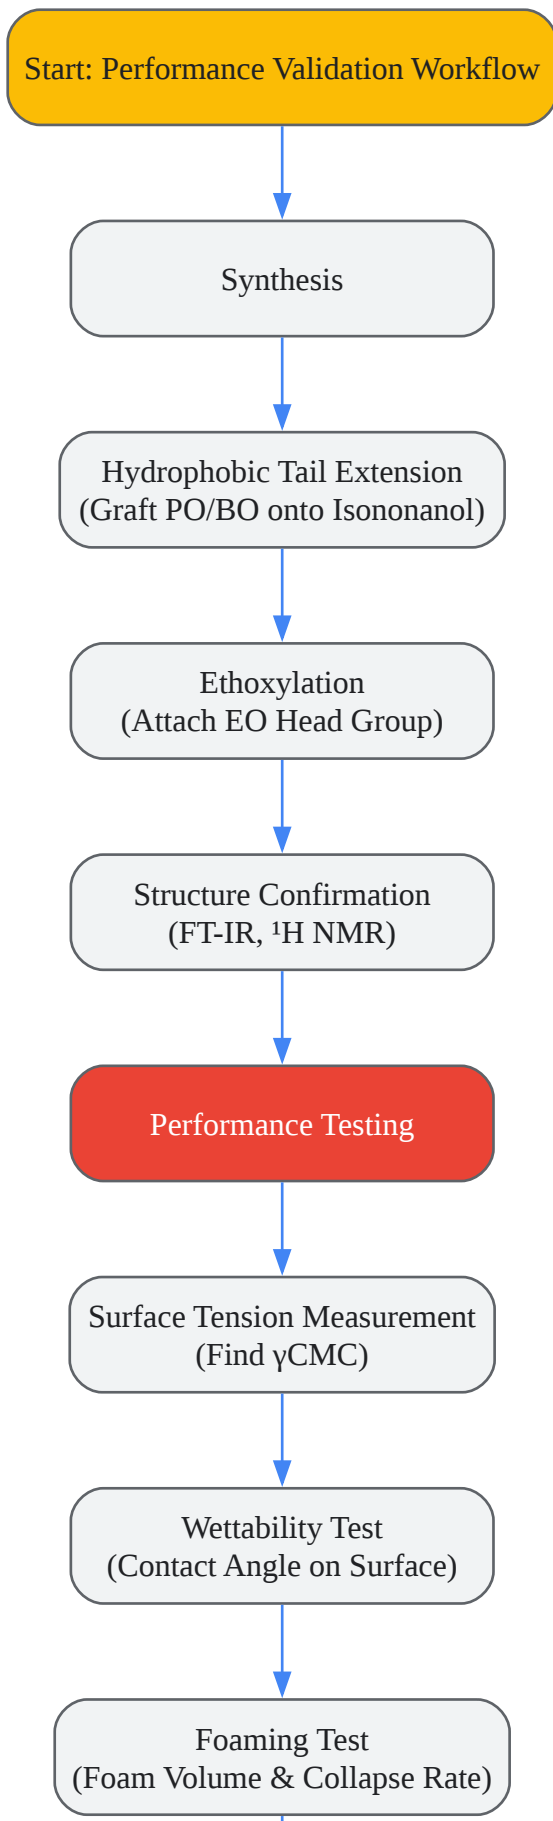 Start: Performance Validation Workflow
Synthesis
Hydrophobic Tail Extension
(Graft PO/BO onto Isononanol)
Ethoxylation
(Attach EO Head Group)
Structure Confirmation
(FT-IR, ¹H NMR)
Performance Testing
Surface Tension Measurement
(Find γCMC)
Wettability Test
(Contact Angle on Surface)
Foaming Test
(Foam Volume & Collapse Rate)